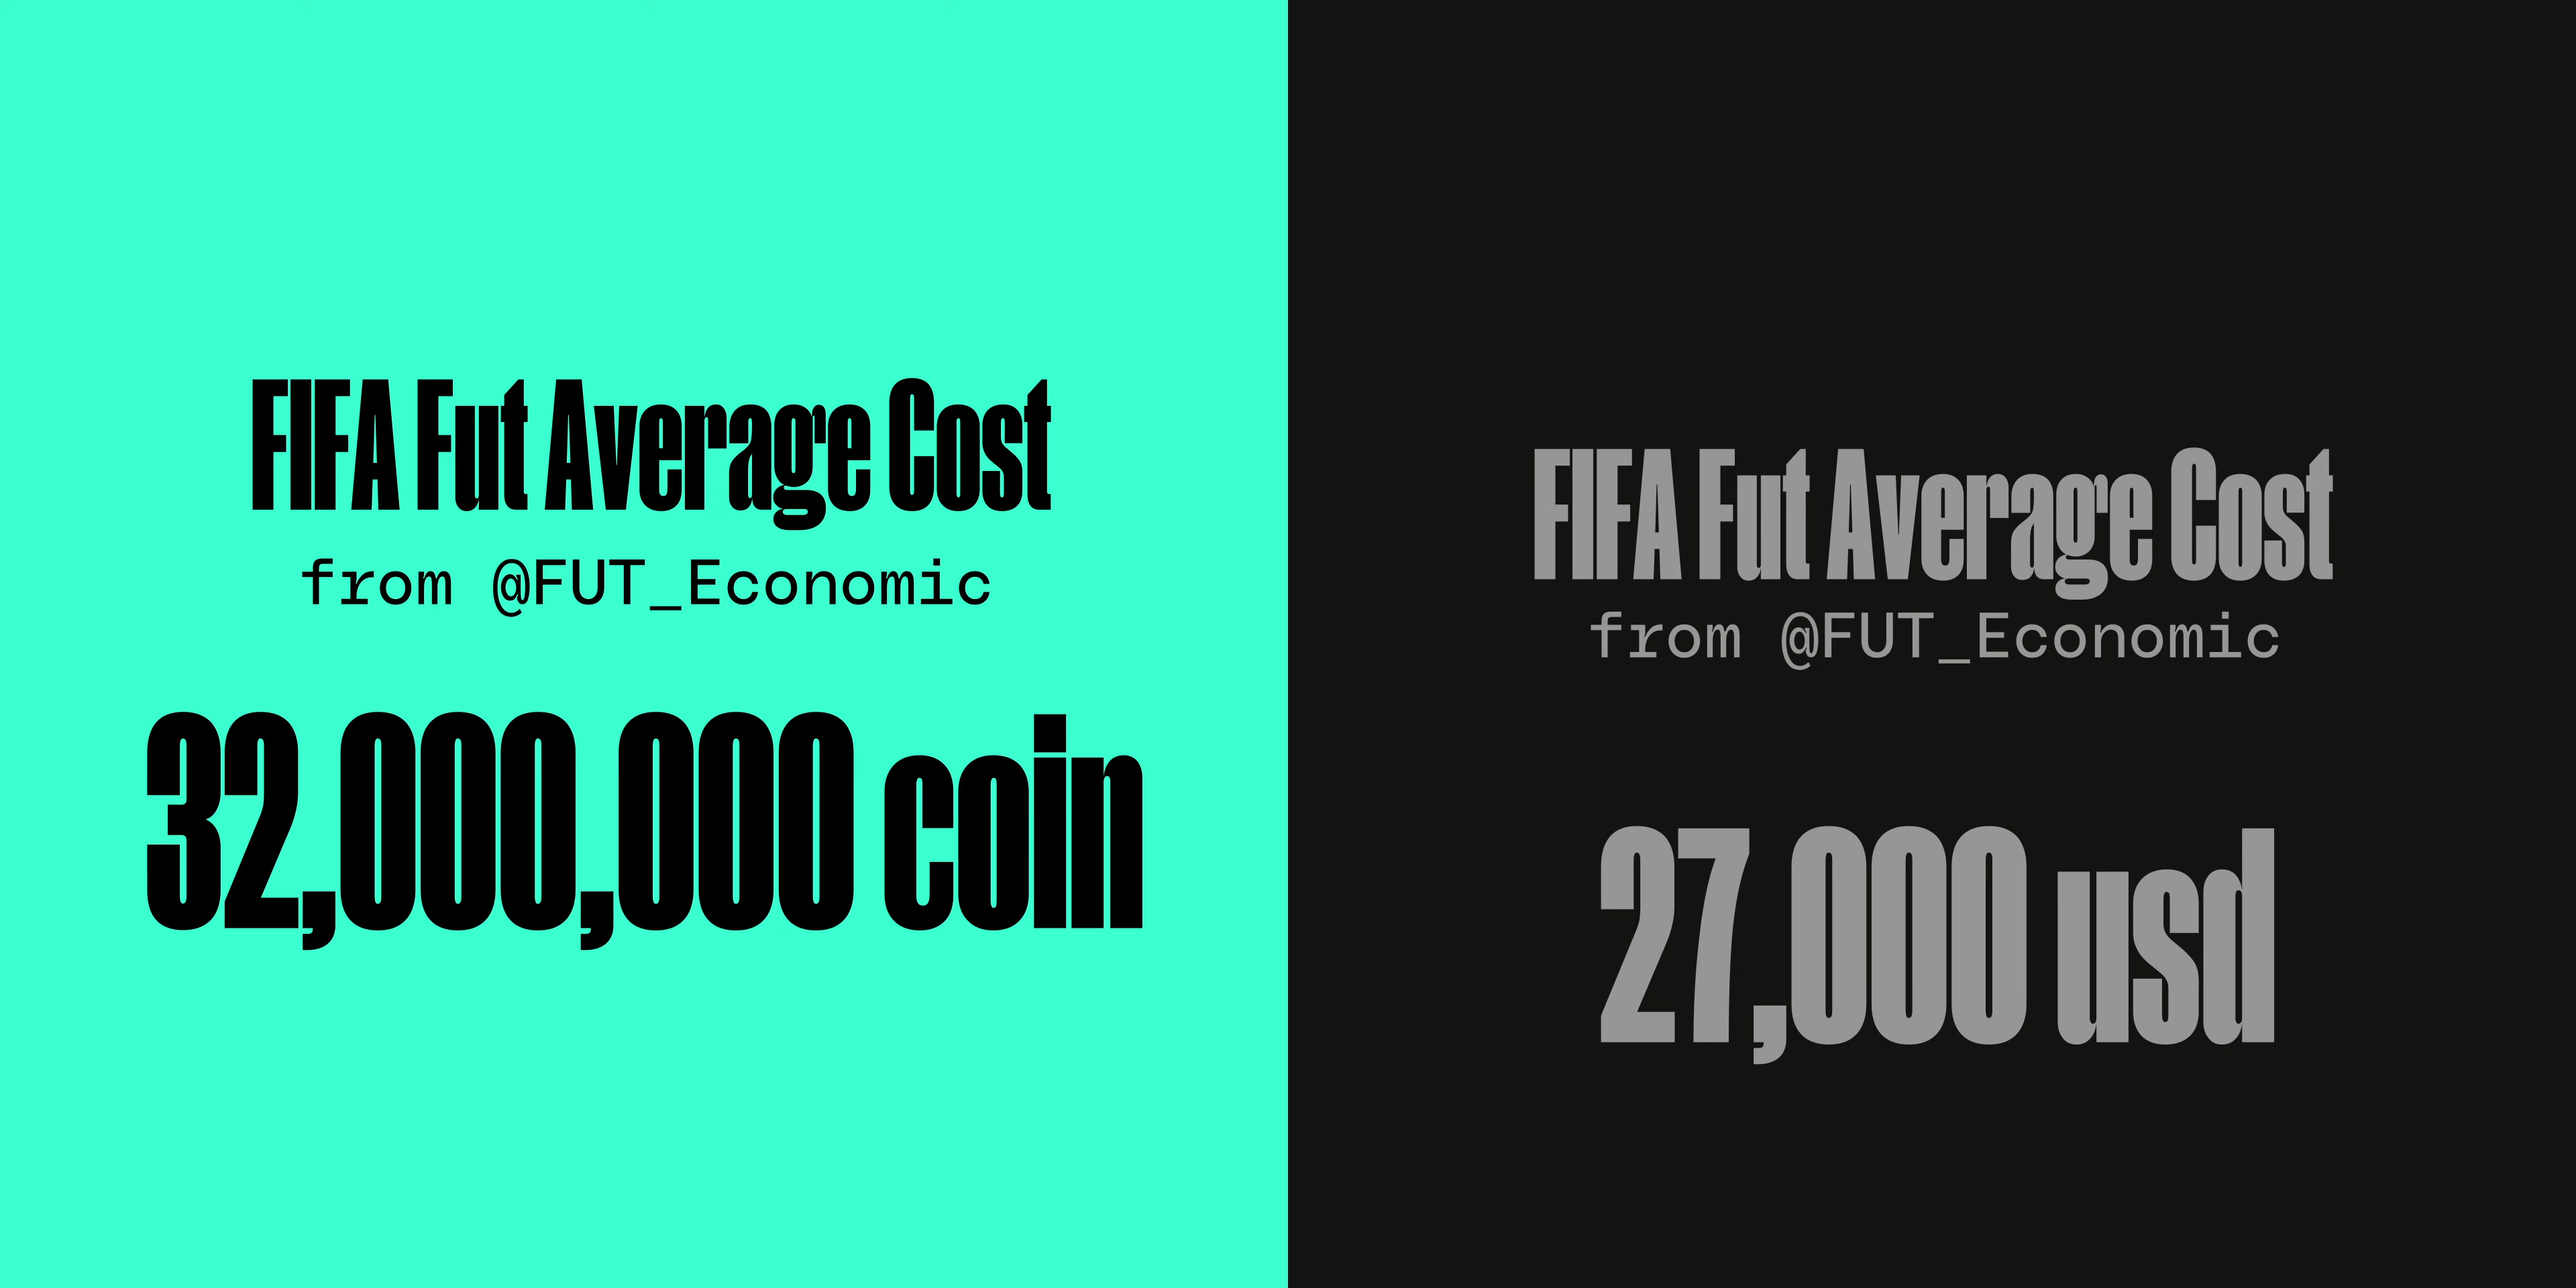 FIFA Fut Average Cost
from @FUT_Economic
32,000,000 coin
FIFA Fut Average Cost
from @FUT_Economic
27,000 usd